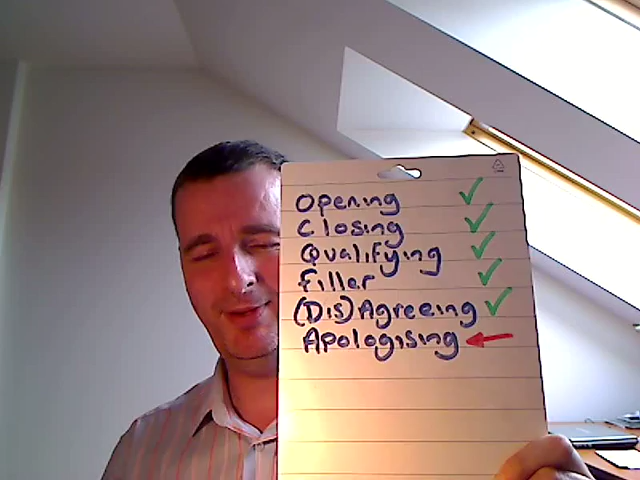 Opening ✓
Closing ✓
Qualifying ✓
Filler ✓
(Dis)Agreeing ✓
Apologising ←